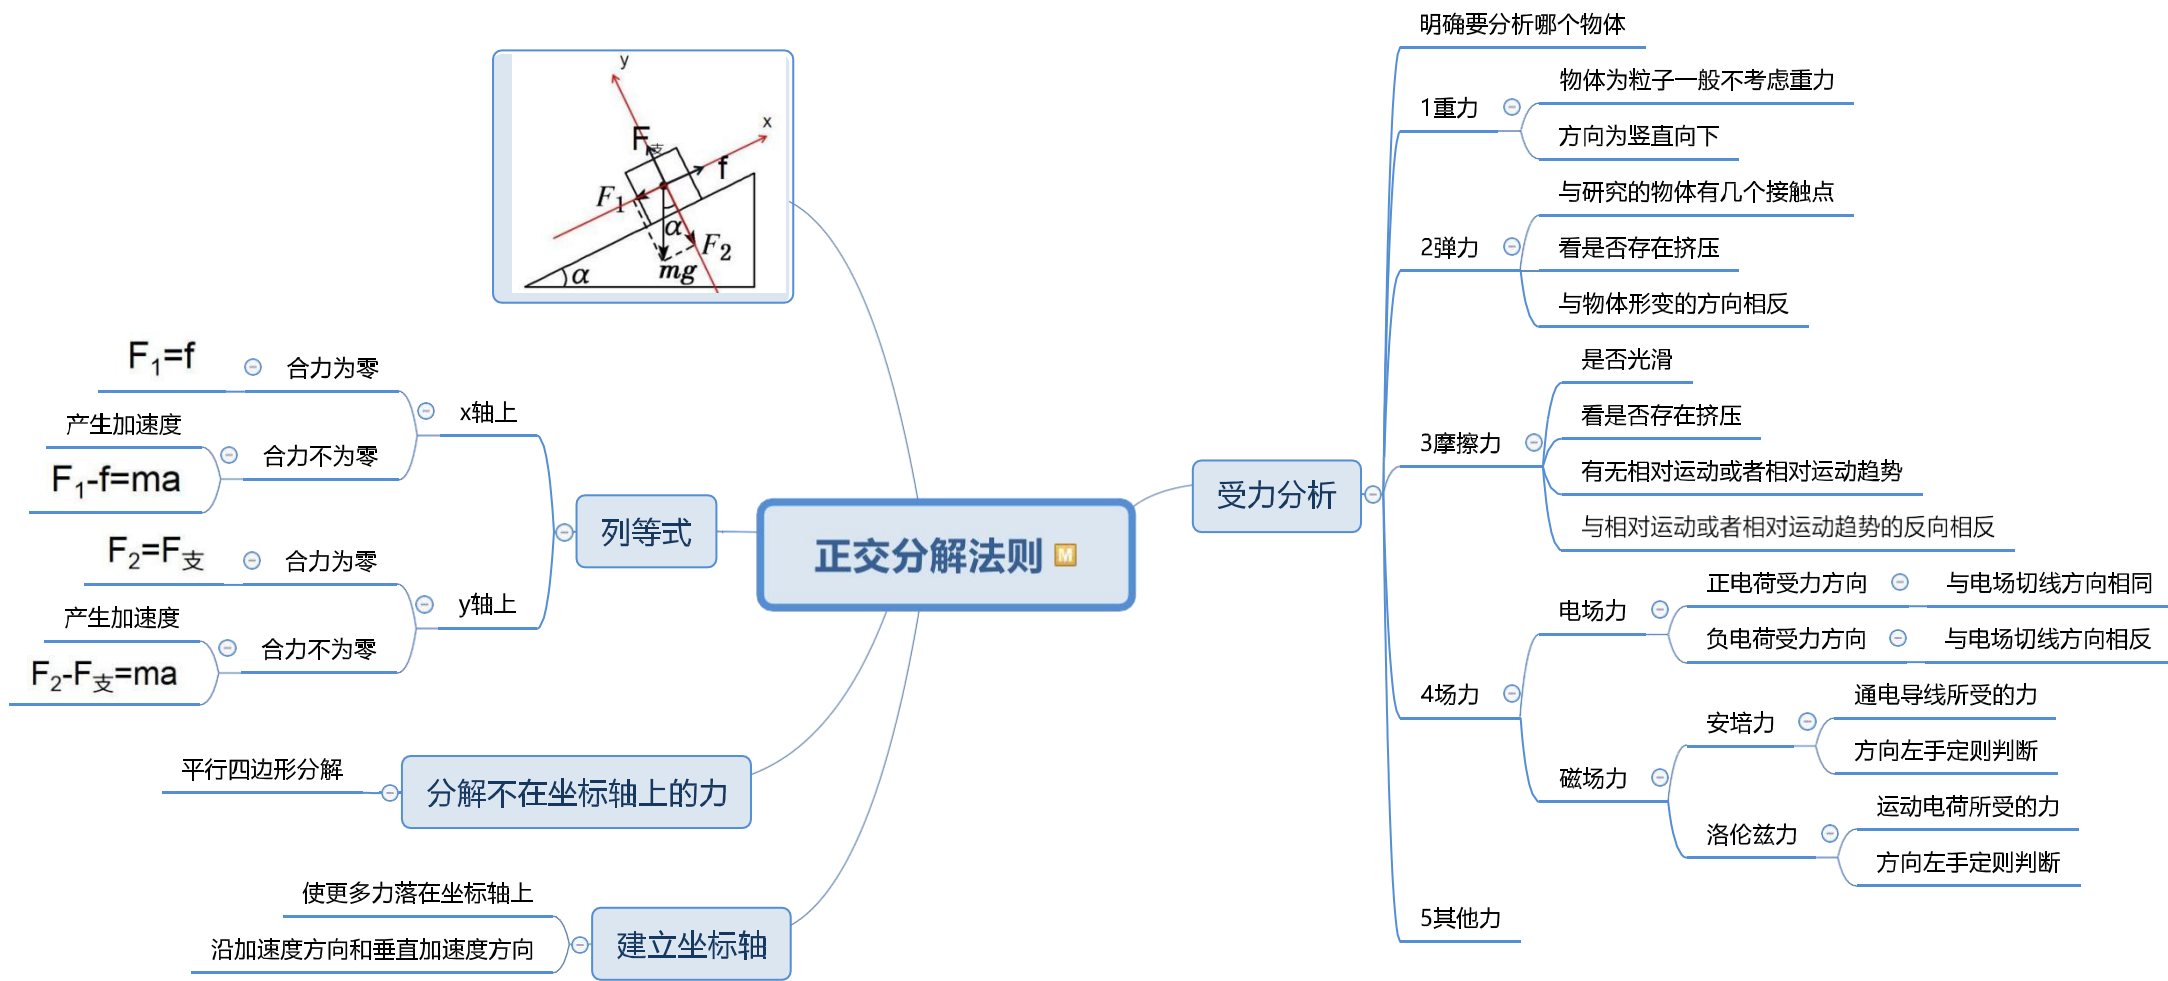 正交分解法则
M
受力分析
明确要分析哪个物体
1重力
物体为粒子一般不考虑重力
方向为竖直向下
2弹力
与研究的物体有几个接触点
看是否存在挤压
与物体形变的方向相反
3摩擦力
是否光滑
看是否存在挤压
有无相对运动或者相对运动趋势
与相对运动或者相对运动趋势的反向相反
4场力
电场力
正电荷受力方向
与电场切线方向相同
负电荷受力方向
与电场切线方向相反
磁场力
安培力
通电导线所受的力
方向左手定则判断
洛伦兹力
运动电荷所受的力
方向左手定则判断
5其他力
建立坐标轴
使更多力落在坐标轴上
沿加速度方向和垂直加速度方向
分解不在坐标轴上的力
平行四边形分解
列等式
x轴上
合力为零
F₁=f
合力不为零
产生加速度
F₁-f=ma
y轴上
合力为零
F₂=F支
合力不为零
产生加速度
F₂-F支=ma
y
x
F支
f
F₁
α
F₂
mg
α